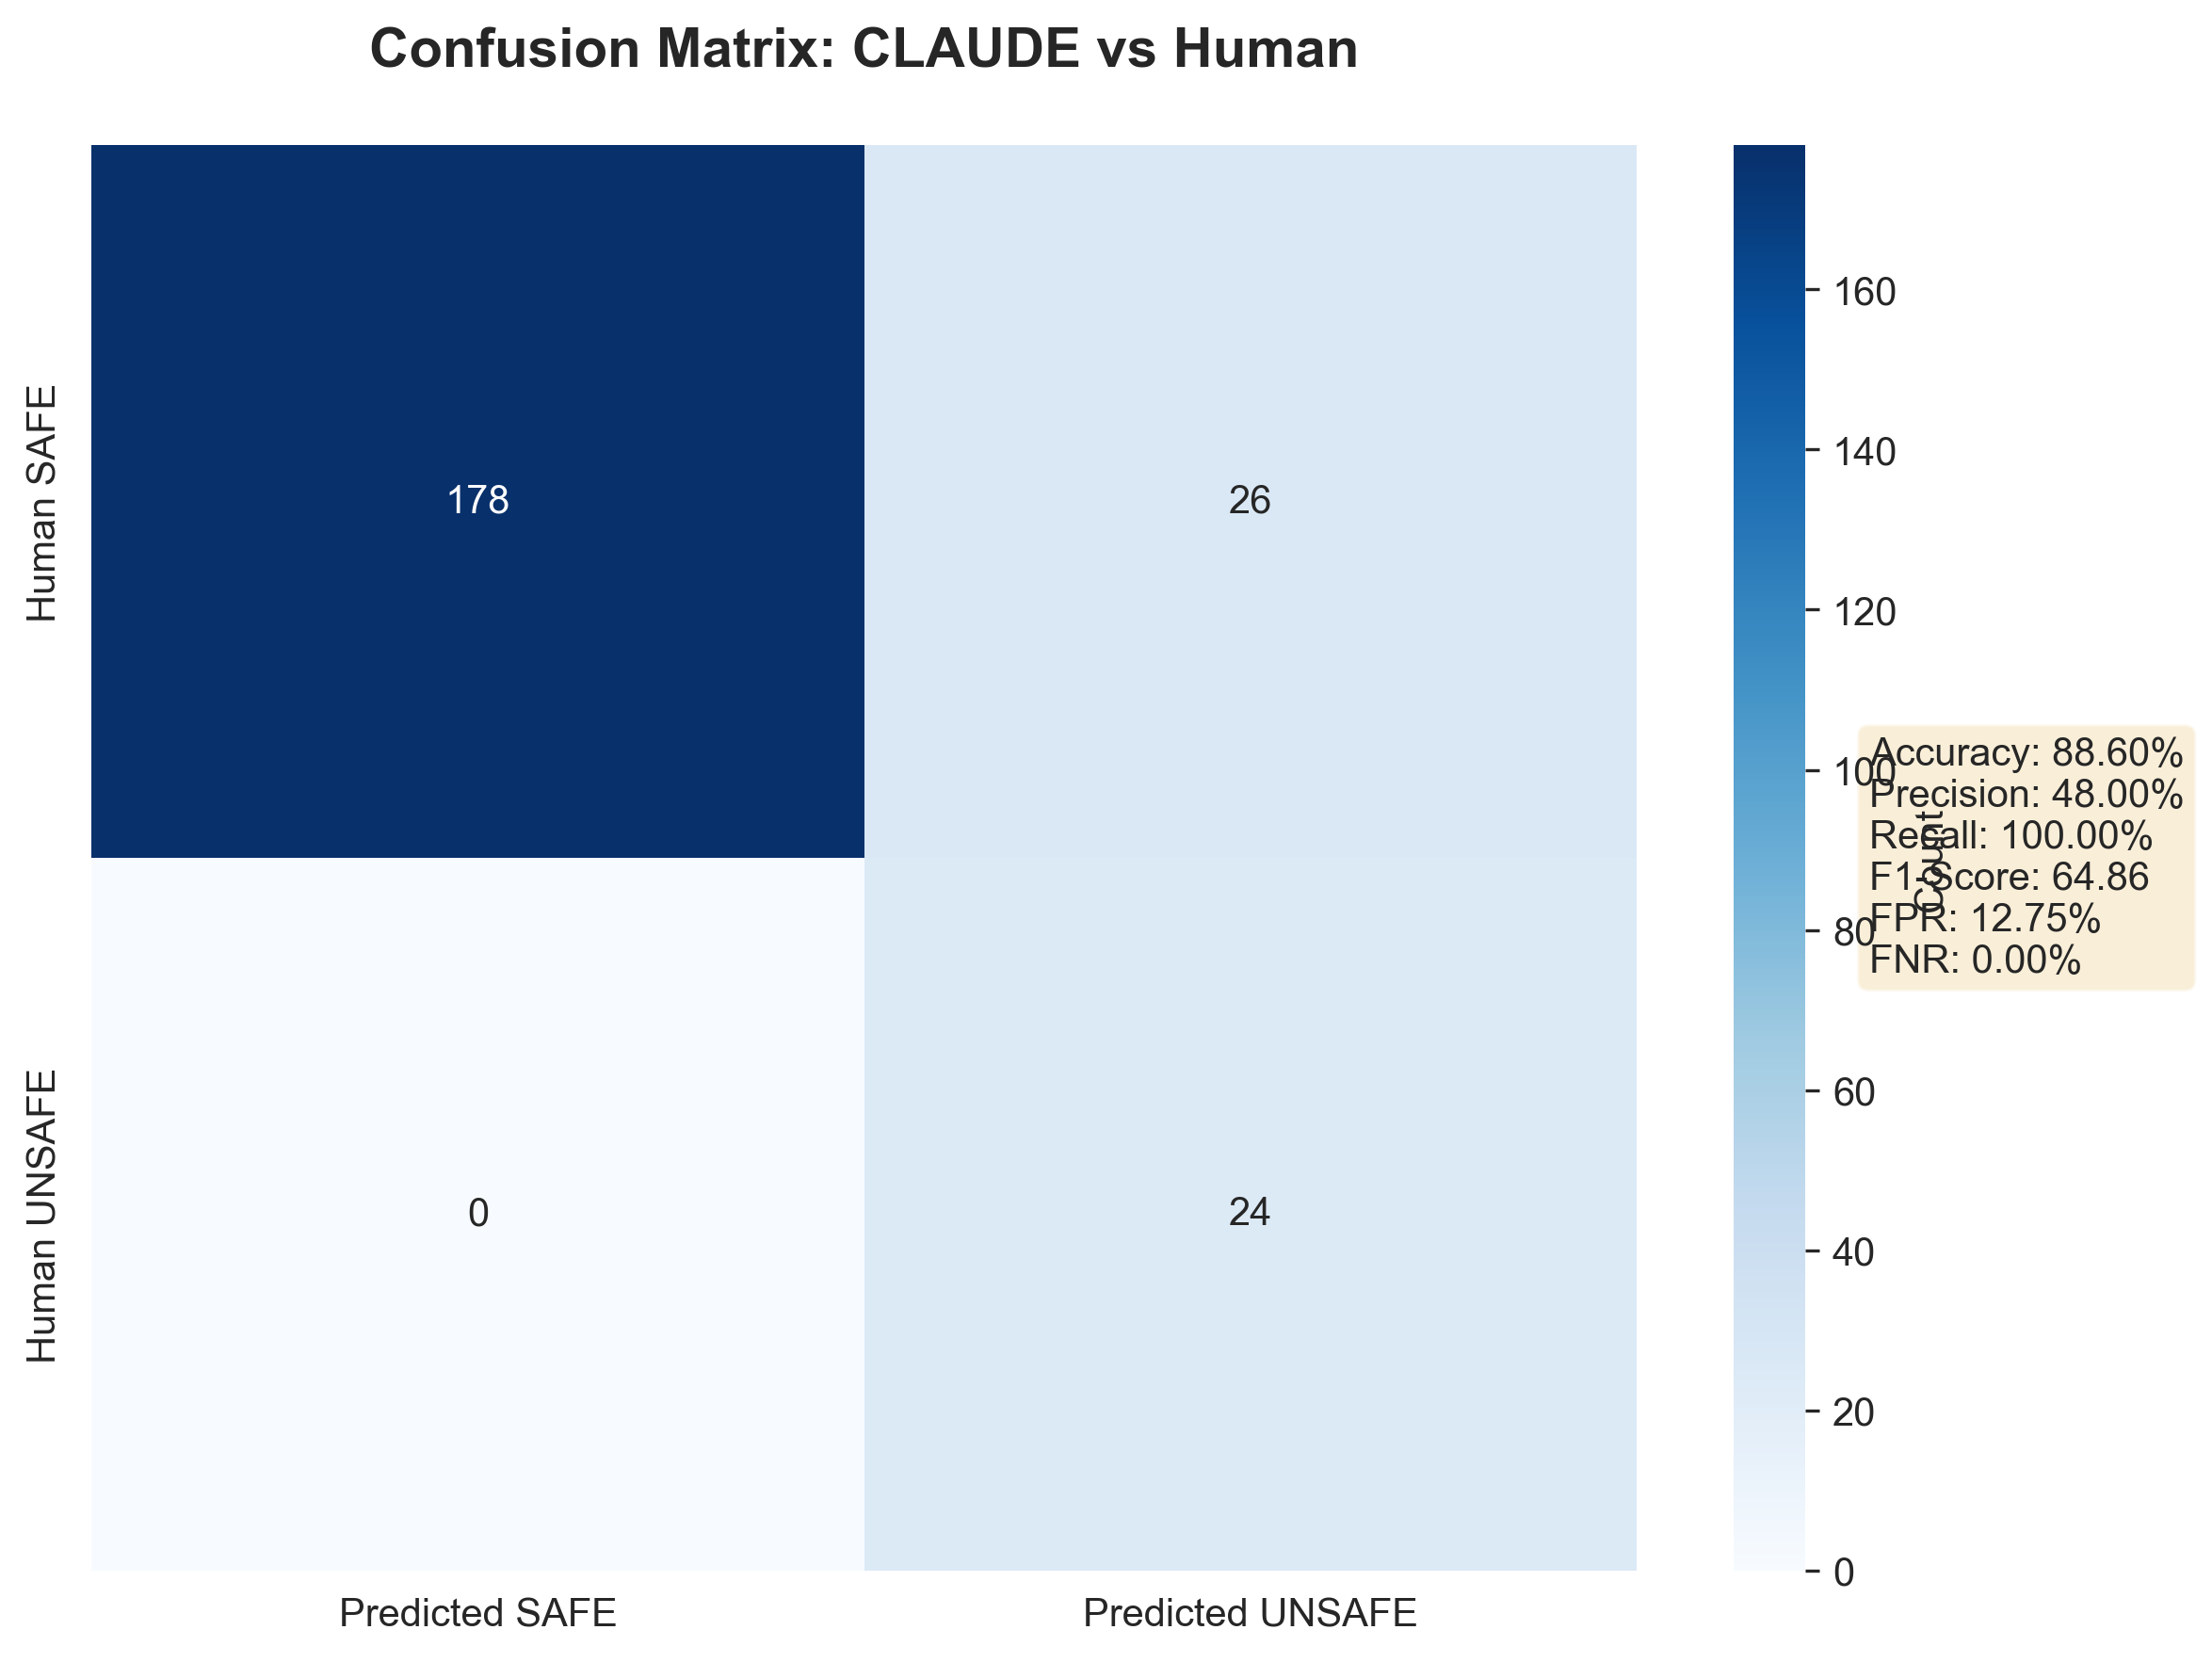 Confusion Matrix: CLAUDE vs Human
Human SAFE
178
26
Human UNSAFE
0
24
Predicted SAFE
Predicted UNSAFE
160
140
120
100
80
60
40
20
0
Count
Accuracy: 88.60%
Precision: 48.00%
Recall: 100.00%
F1-Score: 64.86
FPR: 12.75%
FNR: 0.00%